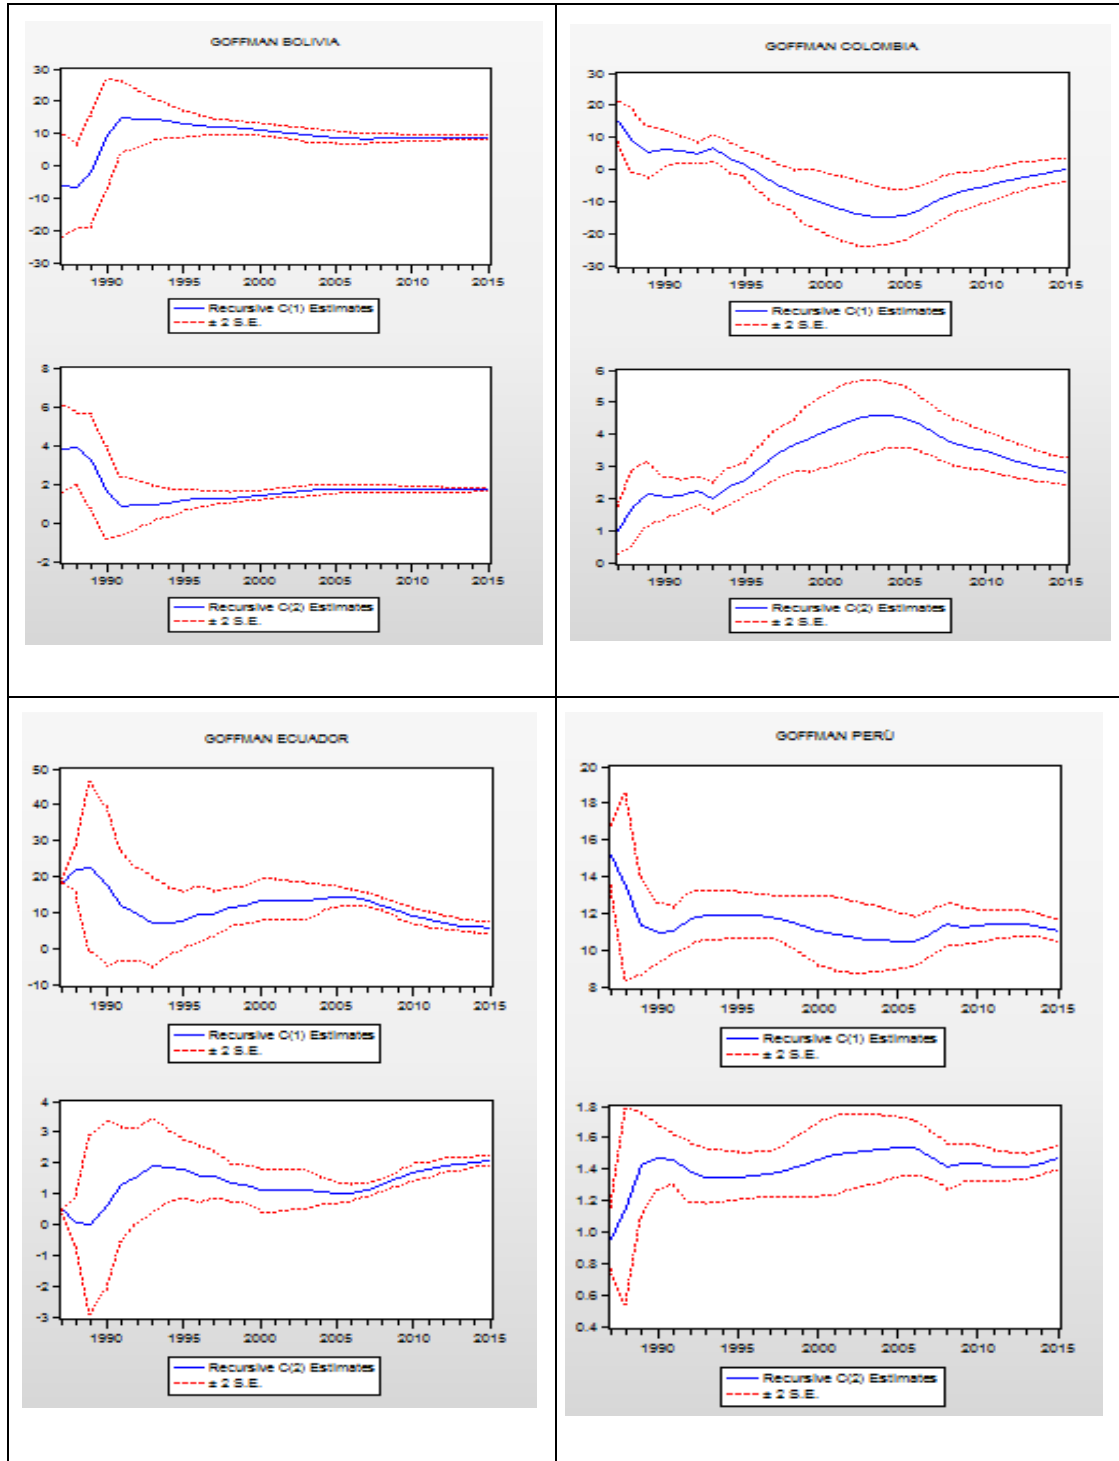 GOFFMAN BOLIVIA
30
20
10
0
-10
-20
-30
1990 1995 2000 2005 2010 2015
Recursive C(1) Estimates
± 2 S.E.
8
6
4
2
0
-2
1990 1995 2000 2005 2010 2015
Recursive C(2) Estimates
± 2 S.E.
GOFFMAN COLOMBIA
30
20
10
0
-10
-20
-30
1990 1995 2000 2005 2010 2015
Recursive C(1) Estimates
± 2 S.E.
6
5
4
3
2
1
0
1990 1995 2000 2005 2010 2015
Recursive C(2) Estimates
± 2 S.E.
GOFFMAN ECUADOR
50
40
30
20
10
0
-10
1990 1995 2000 2005 2010 2015
Recursive C(1) Estimates
± 2 S.E.
4
3
2
1
0
-1
-2
-3
1990 1995 2000 2005 2010 2015
Recursive C(2) Estimates
± 2 S.E.
GOFFMAN PERÚ
20
18
16
14
12
10
8
1990 1995 2000 2005 2010 2015
Recursive C(1) Estimates
± 2 S.E.
1.8
1.6
1.4
1.2
1.0
0.8
0.6
0.4
1990 1995 2000 2005 2010 2015
Recursive C(2) Estimates
± 2 S.E.